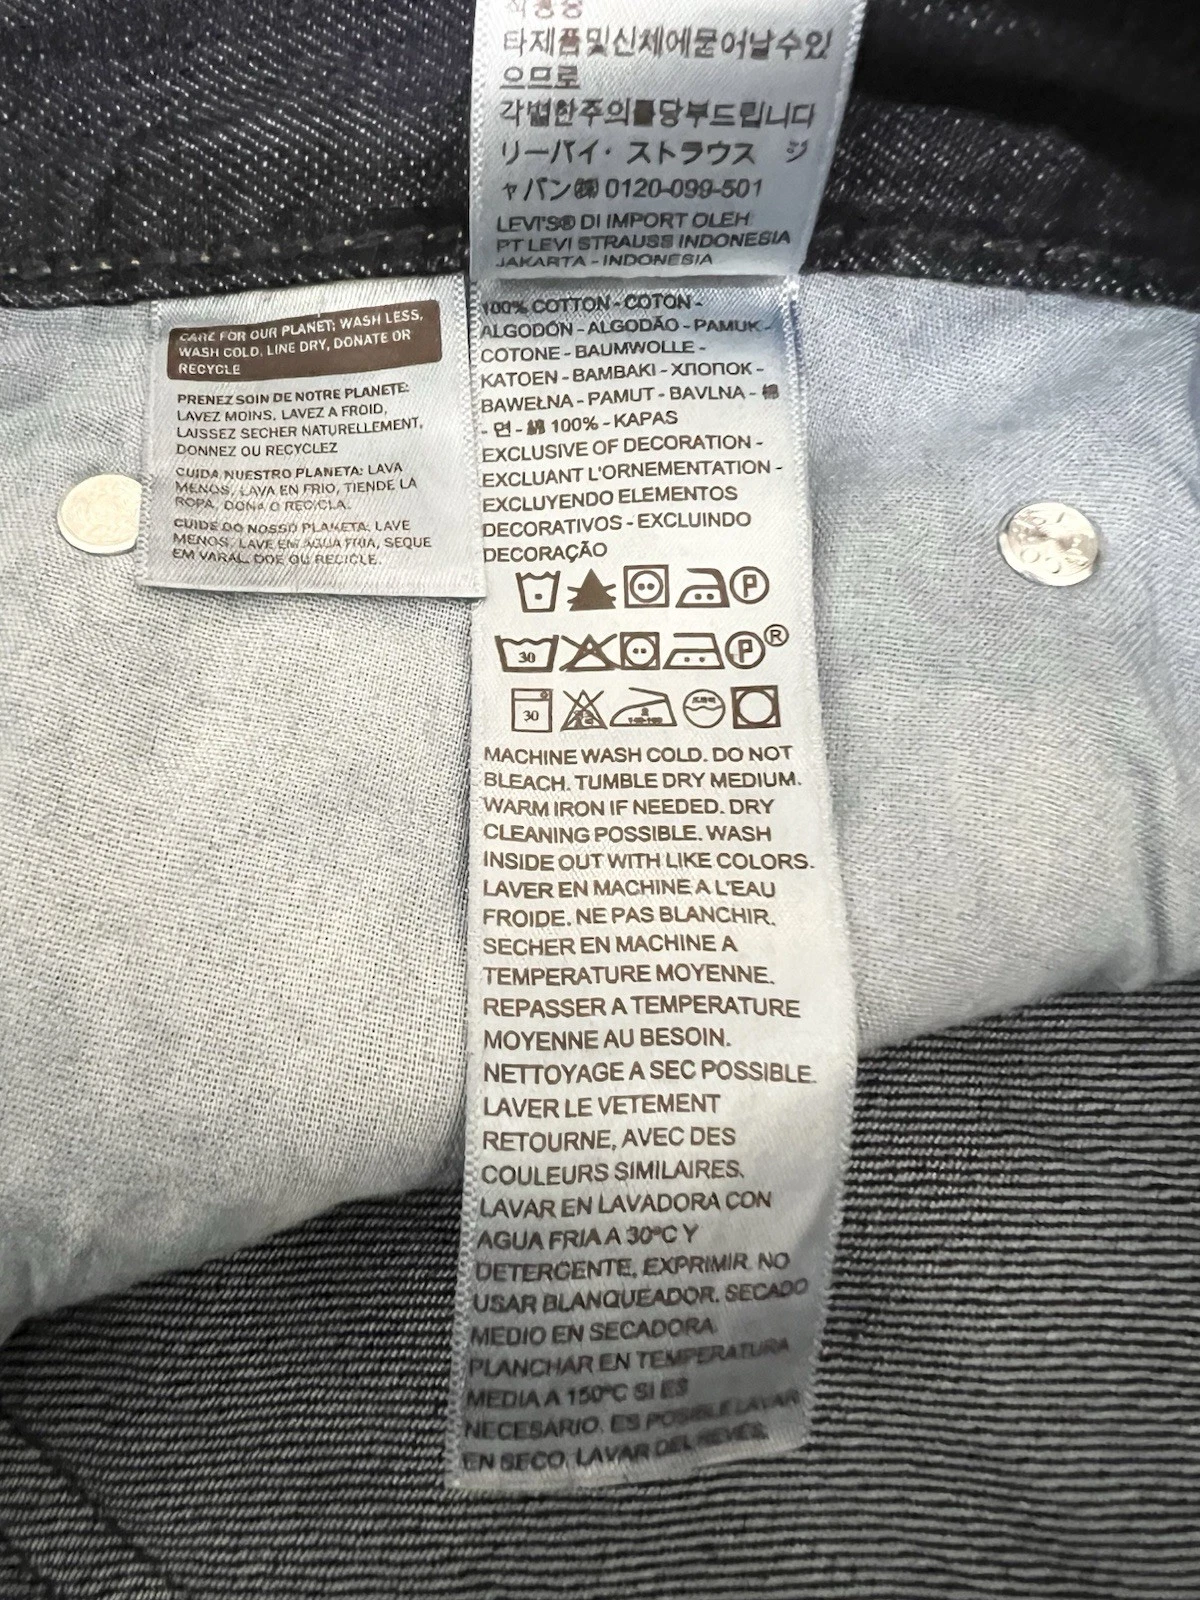 타제품및신체에묻어날수있
으므로
각별한주의를당부드립니다
リーバイ・ストラウス ジ
ャパン㈱ 0120-099-501
LEVI'S® DI IMPORT OLEH
PT LEVI STRAUSS INDONESIA
JAKARTA - INDONESIA
CARE FOR OUR PLANET: WASH LESS,
WASH COLD, LINE DRY, DONATE OR
RECYCLE
PRENEZ SOIN DE NOTRE PLANETE:
LAVEZ MOINS, LAVEZ A FROID,
LAISSEZ SECHER NATURELLEMENT,
DONNEZ OU RECYCLEZ
CUIDA NUESTRO PLANETA: LAVA
MENOS, LAVA EN FRIO, TIENDE LA
ROPA, DONA O RECICLA.
CUIDE DO NOSSO PLANETA: LAVE
MENOS, LAVE EM AGUA FRIA, SEQUE
EM VARAL, DOE OU RECICLE.
100% COTTON - COTON -
ALGODÓN - ALGODÃO - PAMUK -
COTONE - BAUMWOLLE -
KATOEN - BAMBAKI - ХЛОПОК -
BAWEŁNA - PAMUT - BAVLNA - 棉
- 면 - 綿 100% - KAPAS
EXCLUSIVE OF DECORATION -
EXCLUANT L'ORNEMENTATION -
EXCLUYENDO ELEMENTOS
DECORATIVOS - EXCLUINDO
DECORAÇÃO
P
30 P ®
30
MACHINE WASH COLD. DO NOT
BLEACH. TUMBLE DRY MEDIUM.
WARM IRON IF NEEDED. DRY
CLEANING POSSIBLE. WASH
INSIDE OUT WITH LIKE COLORS.
LAVER EN MACHINE A L'EAU
FROIDE. NE PAS BLANCHIR.
SECHER EN MACHINE A
TEMPERATURE MOYENNE.
REPASSER A TEMPERATURE
MOYENNE AU BESOIN.
NETTOYAGE A SEC POSSIBLE.
LAVER LE VETEMENT
RETOURNE, AVEC DES
COULEURS SIMILAIRES.
LAVAR EN LAVADORA CON
AGUA FRIA A 30ºC Y
DETERGENTE, EXPRIMIR. NO
USAR BLANQUEADOR. SECADO
MEDIO EN SECADORA.
PLANCHAR EN TEMPERATURA
MEDIA A 150ºC SI ES
NECESARIO. ES POSIBLE LAVAR
EN SECO. LAVAR DEL REVÉS.